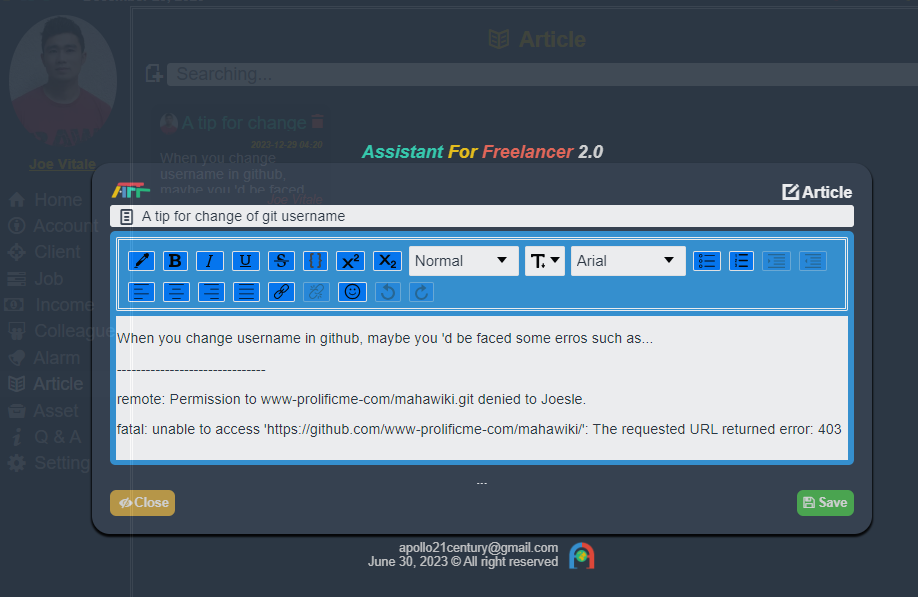 Article
Searching...
A tip for change
2023-12-20 04:20
When you change
username in github,
maybe you 'd be faced
Joe Vitale
Joe Vitale
Home
Account
Client
Job
Income
Colleague
Alarm
Article
Asset
Q & A
Setting
Assistant For Freelancer 2.0
AFF
Article
A tip for change of git username
B I U S {} X² X₂ Normal T Arial
When you change username in github, maybe you 'd be faced some erros such as...
-------------------------------
remote: Permission to www-prolificme-com/mahawiki.git denied to Joesle.
fatal: unable to access 'https://github.com/www-prolificme-com/mahawiki/': The requested URL returned error: 403
...
Close
Save
apollo21century@gmail.com
June 30, 2023 © All right reserved